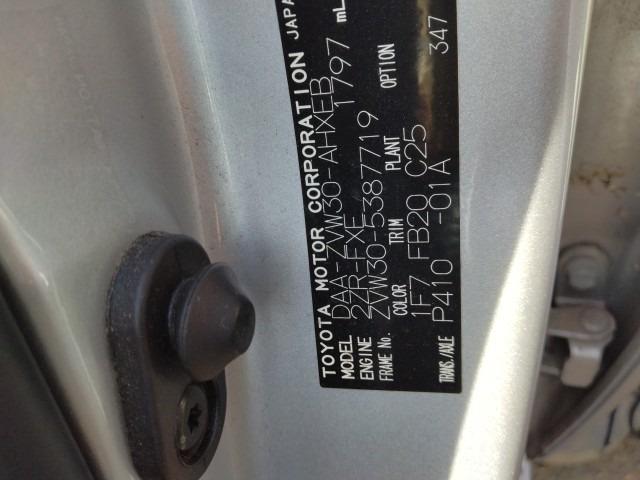 TOYOTA MOTOR CORPORATION JAPAN
MODEL DAA-ZVW30-AHXEB
ENGINE 2ZR-FXE 1797 mL
FRAME No. ZVW30-5387719
COLOR TRIM PLANT OPTION
1F7 FB20 C25
TRANS./AXLE P410 -01A 347